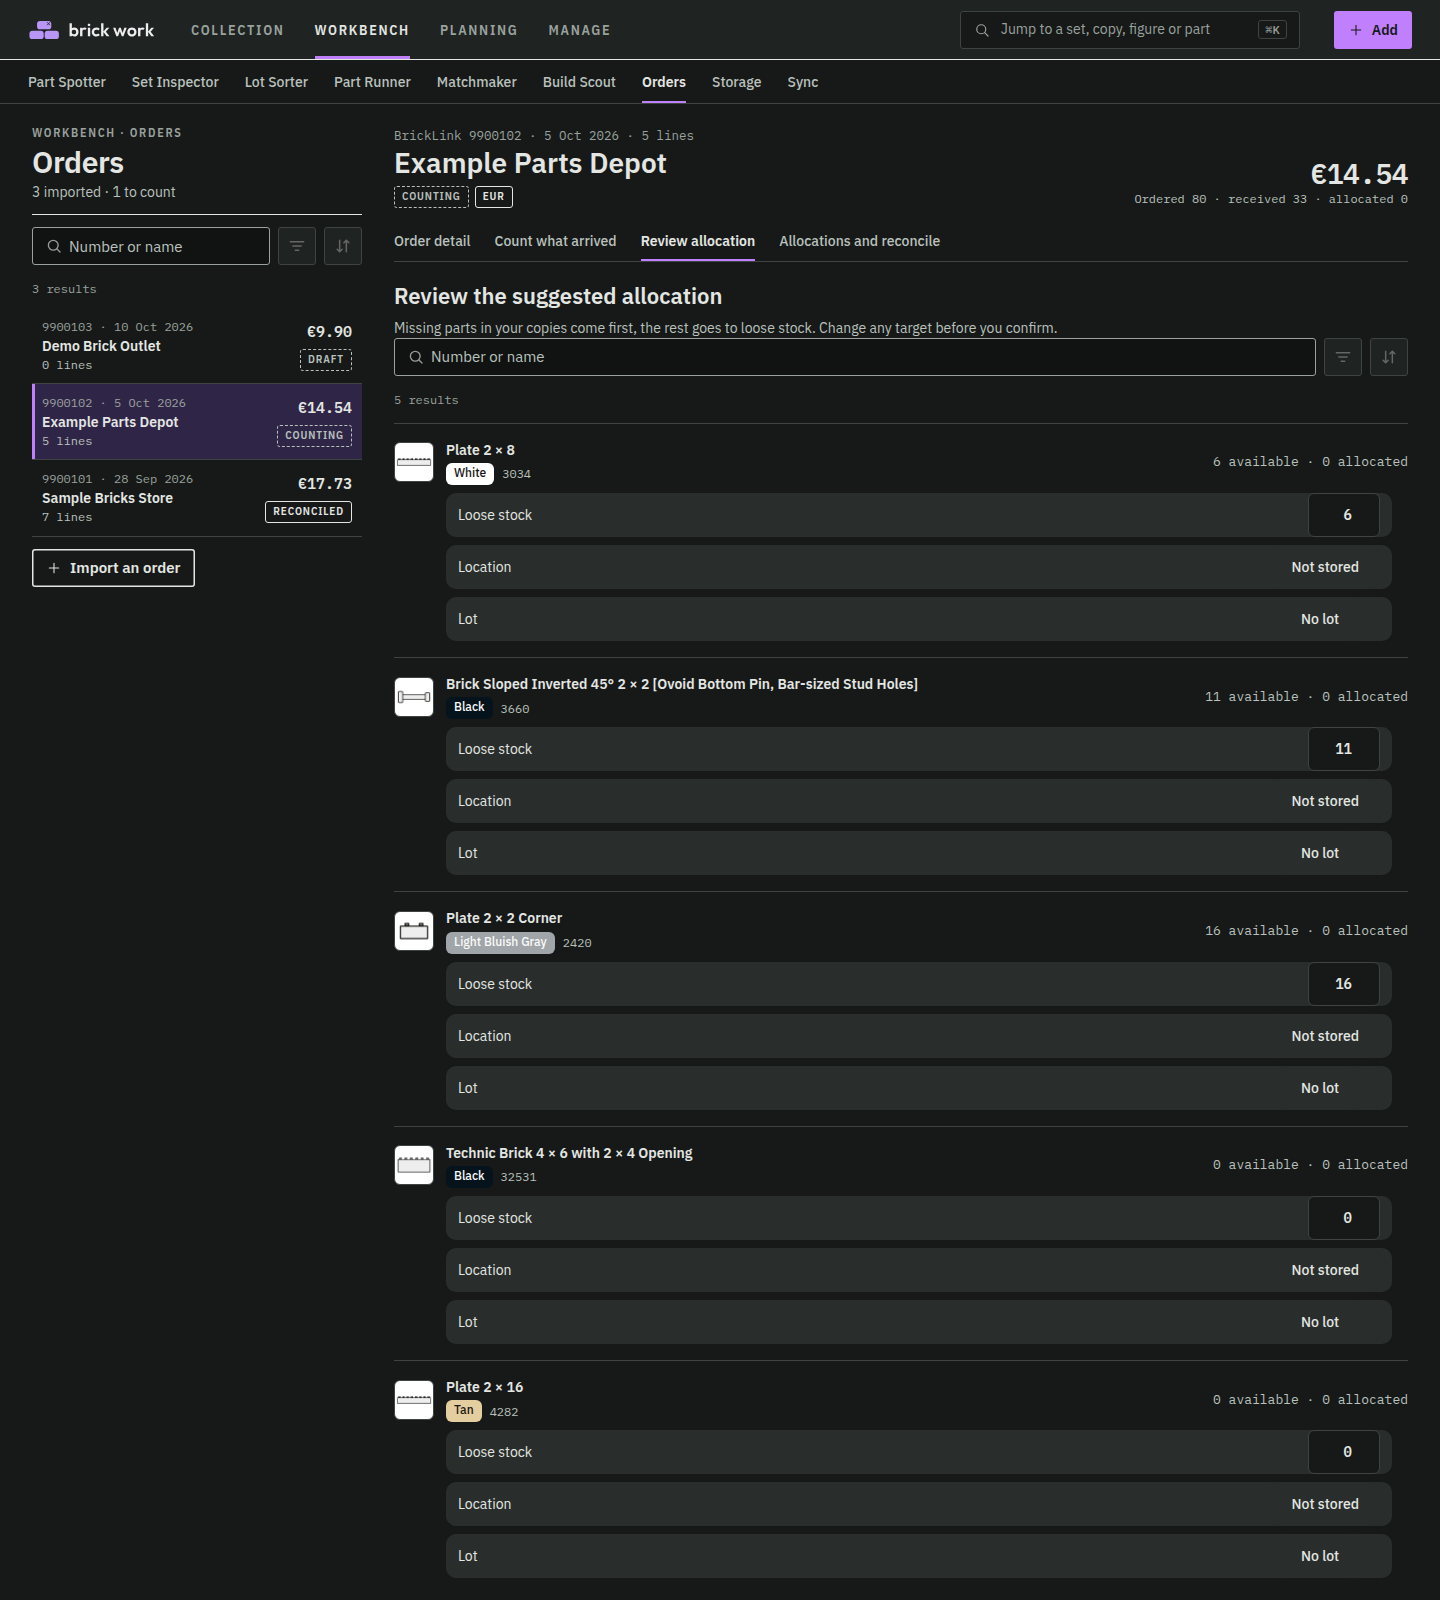 brick work
COLLECTION WORKBENCH PLANNING MANAGE
Jump to a set, copy, figure or part ⌘K
Add
Part Spotter Set Inspector Lot Sorter Part Runner Matchmaker Build Scout Orders Storage Sync
WORKBENCH · ORDERS
Orders
3 imported · 1 to count
Number or name
3 results
9900103 · 10 Oct 2026
€9.90
Demo Brick Outlet
DRAFT
0 lines
9900102 · 5 Oct 2026
€14.54
Example Parts Depot
COUNTING
5 lines
9900101 · 28 Sep 2026
€17.73
Sample Bricks Store
RECONCILED
7 lines
Import an order
BrickLink 9900102 · 5 Oct 2026 · 5 lines
Example Parts Depot
COUNTING EUR
€14.54
Ordered 80 · received 33 · allocated 0
Order detail Count what arrived Review allocation Allocations and reconcile
Review the suggested allocation
Missing parts in your copies come first, the rest goes to loose stock. Change any target before you confirm.
Number or name
5 results
Plate 2 × 8
White 3034
6 available · 0 allocated
Loose stock 6
Location Not stored
Lot No lot
Brick Sloped Inverted 45° 2 × 2 [Ovoid Bottom Pin, Bar-sized Stud Holes]
Black 3660
11 available · 0 allocated
Loose stock 11
Location Not stored
Lot No lot
Plate 2 × 2 Corner
Light Bluish Gray 2420
16 available · 0 allocated
Loose stock 16
Location Not stored
Lot No lot
Technic Brick 4 × 6 with 2 × 4 Opening
Black 32531
0 available · 0 allocated
Loose stock 0
Location Not stored
Lot No lot
Plate 2 × 16
Tan 4282
0 available · 0 allocated
Loose stock 0
Location Not stored
Lot No lot